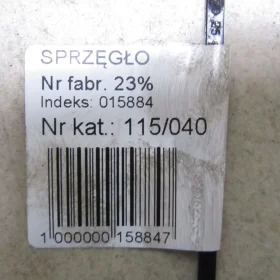 SPRZĘGŁO
Nr fabr. 23%
Indeks: 015884
Nr kat.: 115/040
1 000000 158847